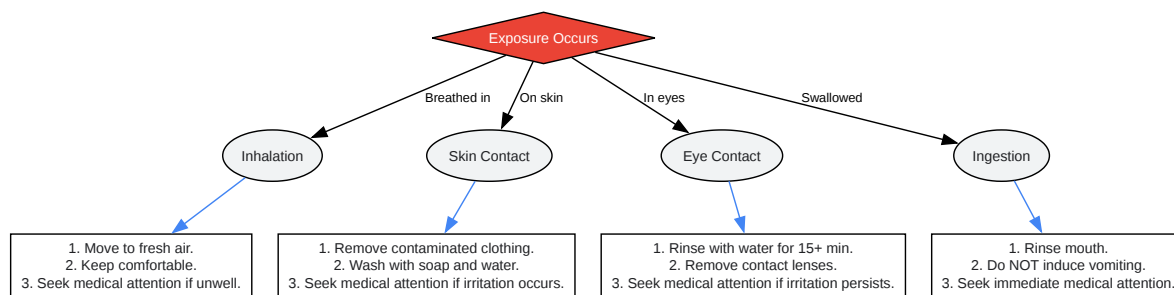 Exposure Occurs
Breathed in
On skin
In eyes
Swallowed
Inhalation
Skin Contact
Eye Contact
Ingestion
1. Move to fresh air.
2. Keep comfortable.
3. Seek medical attention if unwell.
1. Remove contaminated clothing.
2. Wash with soap and water.
3. Seek medical attention if irritation occurs.
1. Rinse with water for 15+ min.
2. Remove contact lenses.
3. Seek medical attention if irritation persists.
1. Rinse mouth.
2. Do NOT induce vomiting.
3. Seek immediate medical attention.